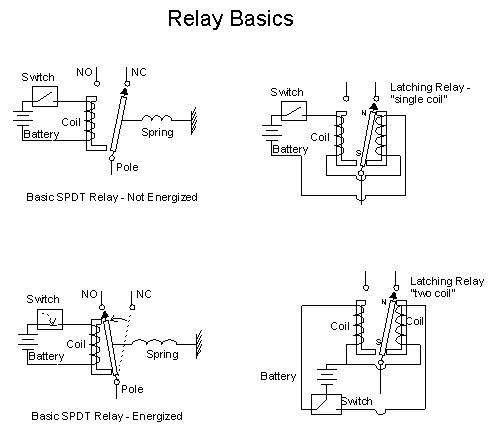 Relay Basics
NO
NC
Switch
Coil
Battery
Spring
Pole
Basic SPDT Relay - Not Energized
Switch
Latching Relay -
"single coil"
N
Coil
Battery
S
NO
NC
Switch
Coil
Battery
Spring
Pole
Basic SPDT Relay - Energized
Latching Relay
"two coil"
N
Coil
Coil
S
Battery
Switch